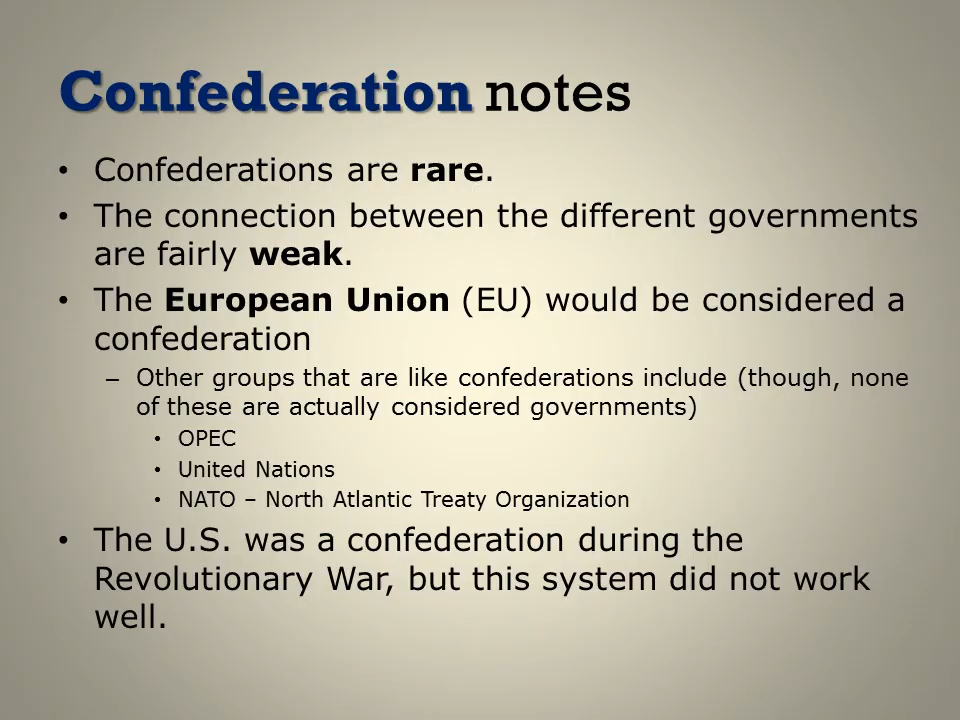 Confederation notes
• Confederations are rare.
• The connection between the different governments
are fairly weak.
• The European Union (EU) would be considered a
confederation
– Other groups that are like confederations include (though, none
of these are actually considered governments)
• OPEC
• United Nations
• NATO – North Atlantic Treaty Organization
• The U.S. was a confederation during the
Revolutionary War, but this system did not work
well.